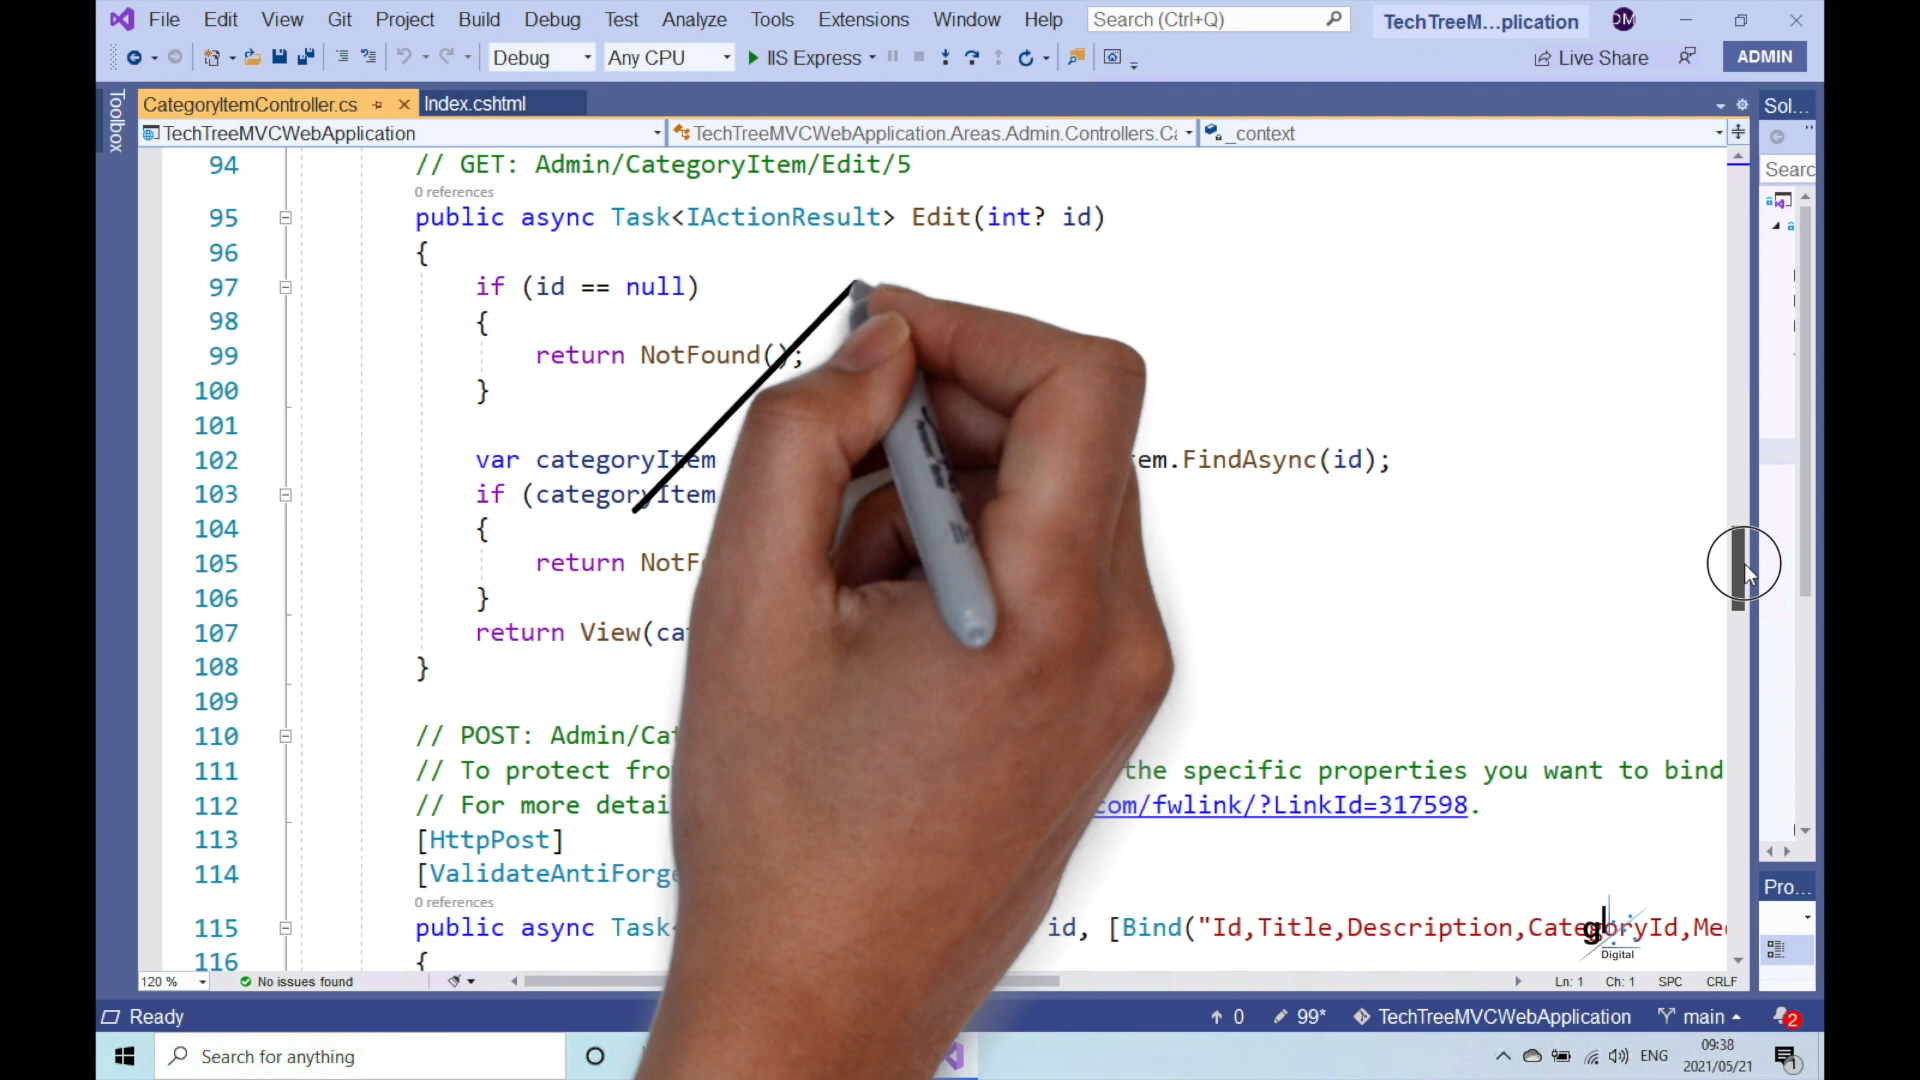 File Edit View Git Project Build Debug Test Analyze Tools Extensions Window Help Search (Ctrl+Q) TechTreeM...plication DM
Debug Any CPU IIS Express Live Share ADMIN
Toolbox
CategoryItemController.cs Index.cshtml Sol...
TechTreeMVCWebApplication TechTreeMVCWebApplication.Areas.Admin.Controllers.Ca _context
Searc
94 // GET: Admin/CategoryItem/Edit/5
0 references
95 public async Task<IActionResult> Edit(int? id)
96 {
97 if (id == null)
98 {
99 return NotFound();
100 }
101
102 var categoryItem em.FindAsync(id);
103 if (categoryItem
104 {
105 return NotF
106 }
107 return View(ca
108 }
109
110 // POST: Admin/Ca
111 // To protect fro the specific properties you want to bind
112 // For more detai com/fwlink/?LinkId=317598.
113 [HttpPost]
114 [ValidateAntiForge
0 references
115 public async Task< id, [Bind("Id,Title,Description,CategoryId,Me
116 {
Pro...
gl Digital
120 % No issues found Ln: 1 Ch: 1 SPC CRLF
Ready 0 99* TechTreeMVCWebApplication main 2
Search for anything ENG 09:38
2021/05/21 1